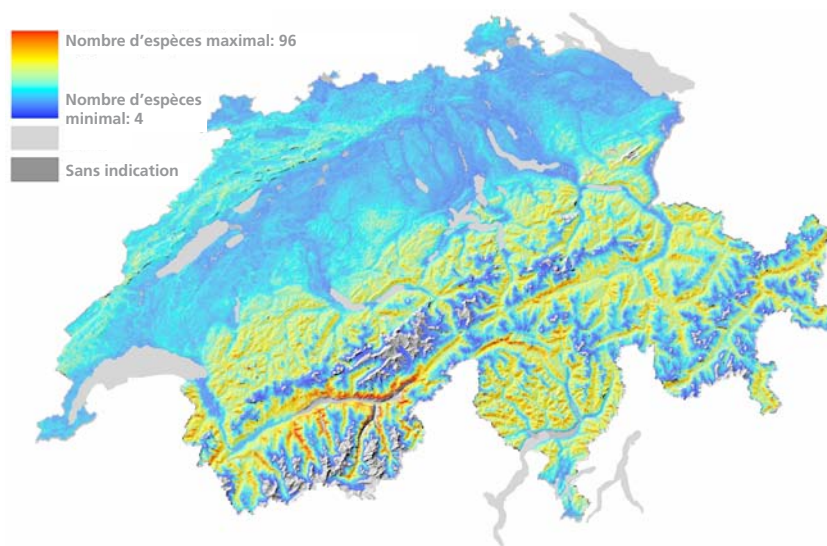 Nombre d'espèces maximal: 96
Nombre d'espèces
minimal: 4
Sans indication